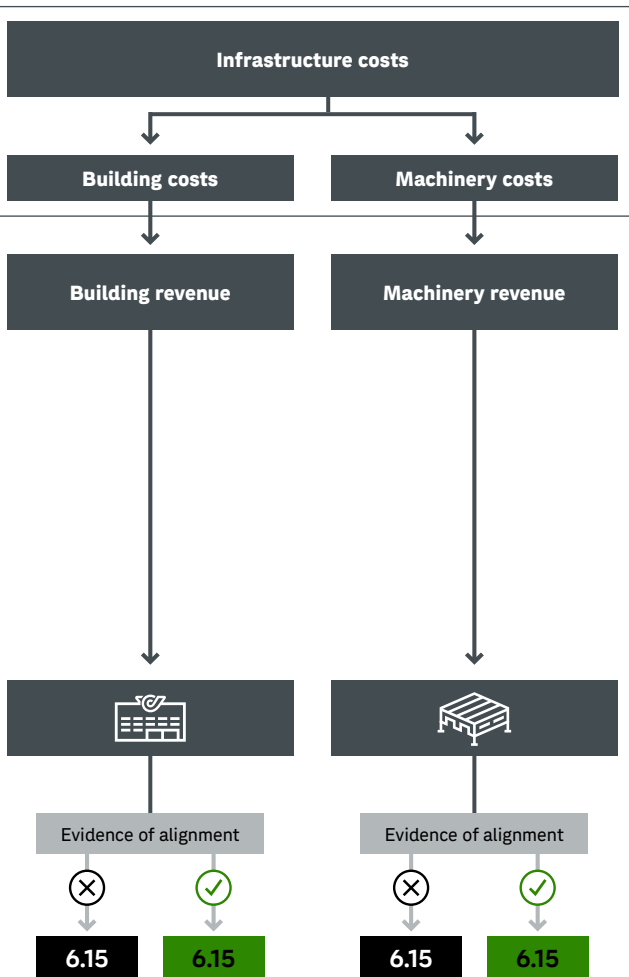 Infrastructure costs
Building costs
Machinery costs
Building revenue
Machinery revenue
Evidence of alignment
Evidence of alignment
6.15
6.15
6.15
6.15